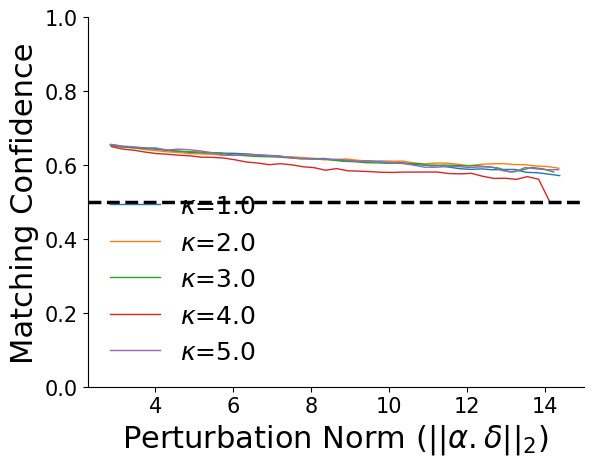 Matching Confidence
1.0
0.8
0.6
0.4
0.2
0.0
κ=1.0
κ=2.0
κ=3.0
κ=4.0
κ=5.0
4 6 8 10 12 14
Perturbation Norm (||α.δ||₂)